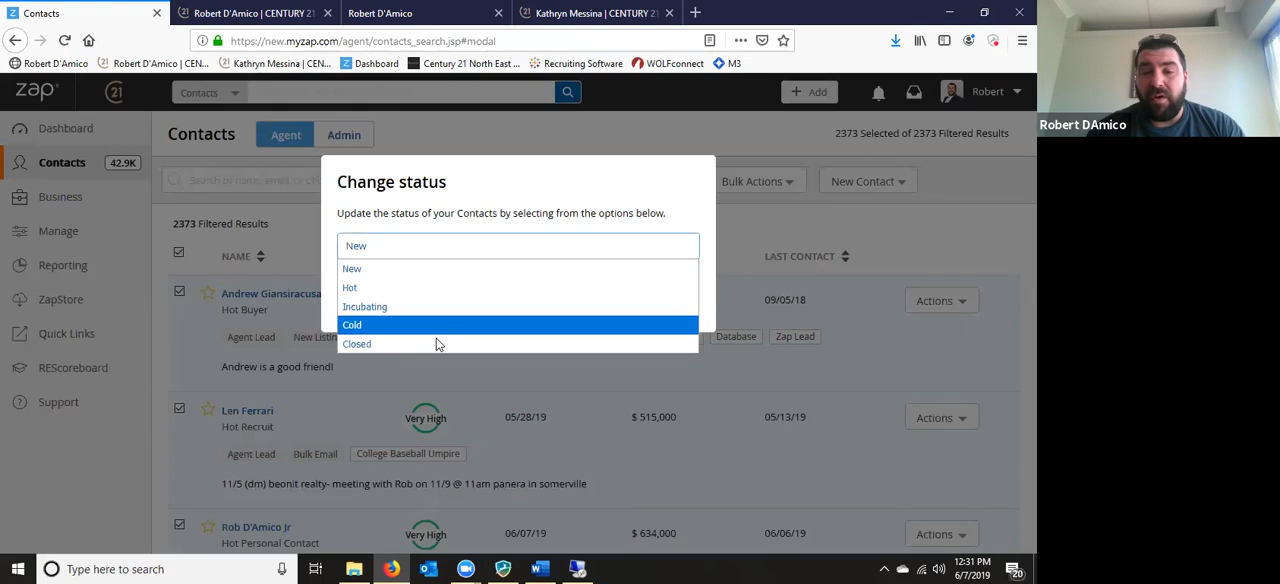 Contacts
Robert D'Amico | CENTURY 21
Robert D'Amico
Kathryn Messina | CENTURY 21
https://new.myzap.com/agent/contacts_search.jsp#modal
Robert D'Amico
Robert D'Amico | CEN...
Kathryn Messina | CEN...
Dashboard
Century 21 North East ...
Recruiting Software
WOLFconnect
M3
zap
C21
Contacts
+ Add
Robert
Dashboard
Contacts 42.9K
Business
Manage
Reporting
ZapStore
Quick Links
REScoreboard
Support
Contacts
Agent
Admin
2373 Selected of 2373 Filtered Results
Search by name, email, or
Bulk Actions
New Contact
2373 Filtered Results
NAME
LAST CONTACT
Change status
Update the status of your Contacts by selecting from the options below.
New
New
Hot
Incubating
Cold
Closed
Andrew Giansiracusa
Hot Buyer
09/05/18
Actions
Agent Lead
New Listin
Database
Zap Lead
Andrew is a good friend!
Len Ferrari
Hot Recruit
Very High
05/28/19
$ 515,000
05/13/19
Actions
Agent Lead
Bulk Email
College Baseball Umpire
11/5 (dm) beonit realty- meeting with Rob on 11/9 @ 11am panera in somerville
Rob D'Amico Jr
Hot Personal Contact
Very High
06/07/19
$ 634,000
06/06/19
Actions
Robert DAmico
Type here to search
12:31 PM
6/7/2019
20